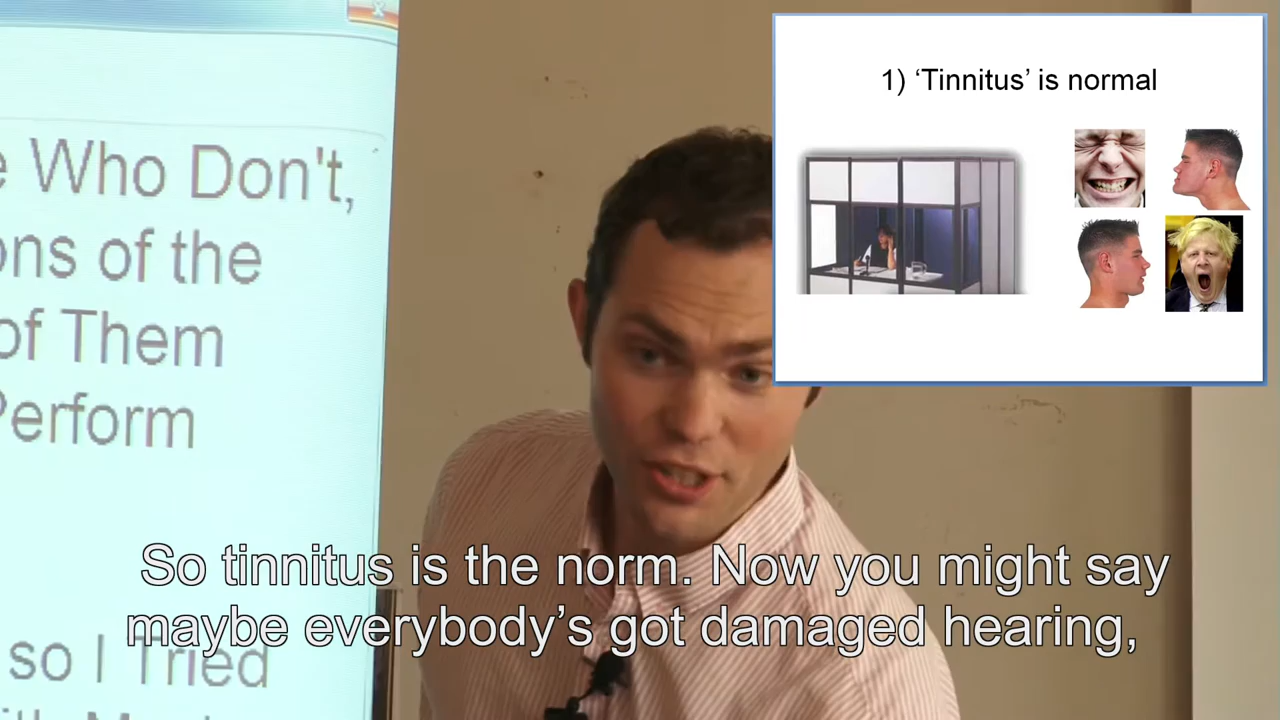 e Who Don't,
ons of the
of Them
Perform
so I Tried
1) ‘Tinnitus’ is normal
So tinnitus is the norm. Now you might say
maybe everybody’s got damaged hearing,